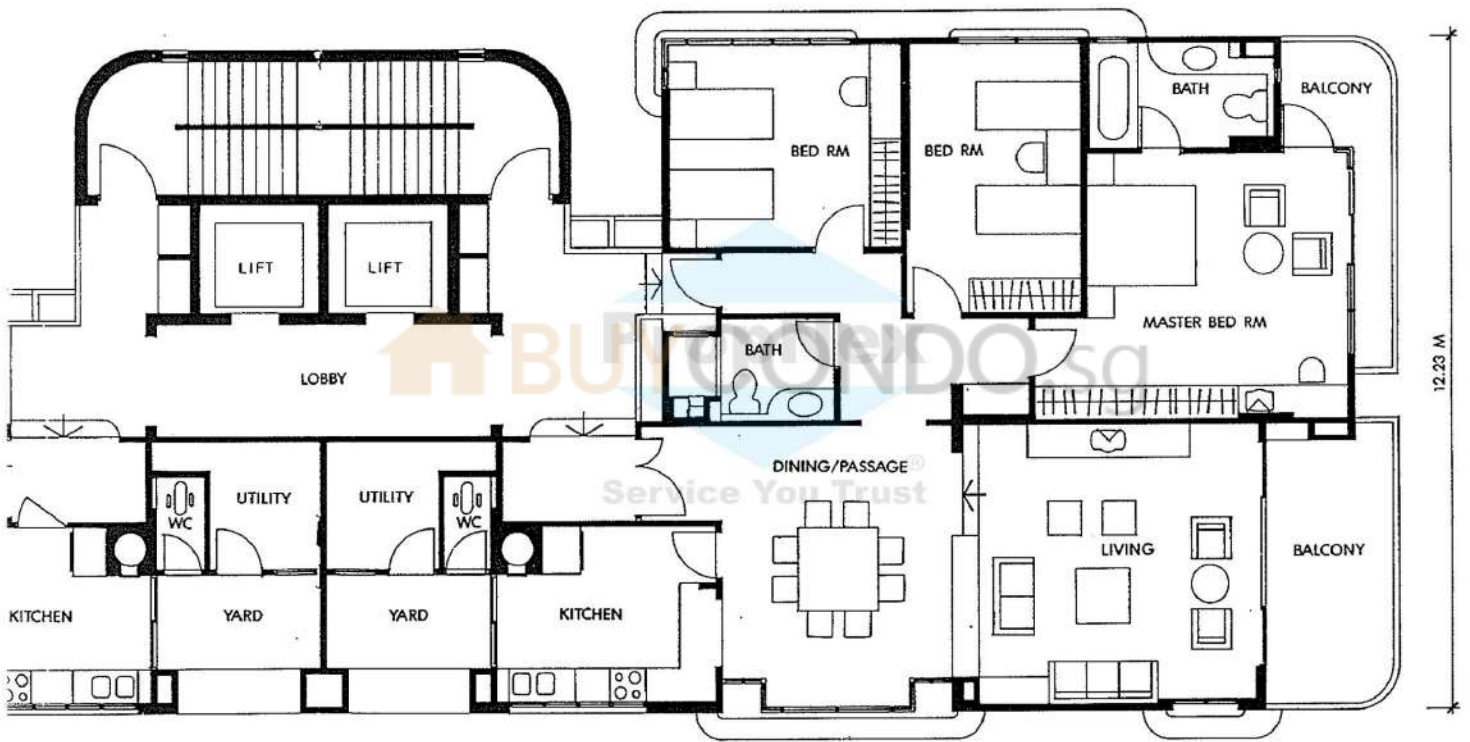 BATH
BALCONY
BED RM
BED RM
LIFT
LIFT
MASTER BED RM
BATH
LOBBY
12.23 M
BUYCONDO.sg
DINING/PASSAGE
Service You Trust
UTILITY
UTILITY
WC
WC
LIVING
BALCONY
KITCHEN
YARD
YARD
KITCHEN